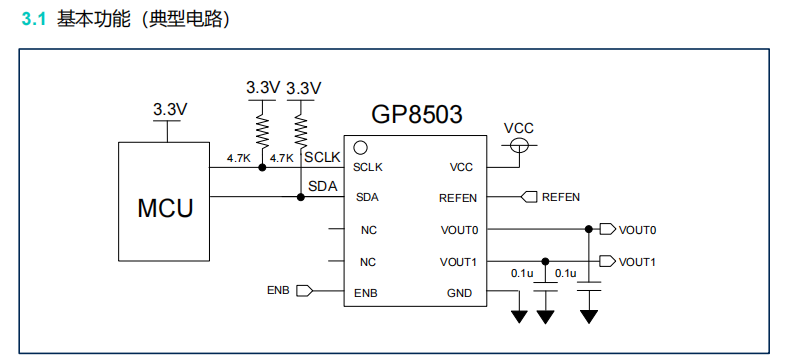 3.1 基本功能（典型电路）
3.3V 3.3V
3.3V
GP8503
VCC
4.7K 4.7K SCLK
SCLK VCC
SDA
MCU
SDA REFEN REFEN
NC VOUT0 VOUT0
NC VOUT1 VOUT1
0.1u 0.1u
ENB ENB GND